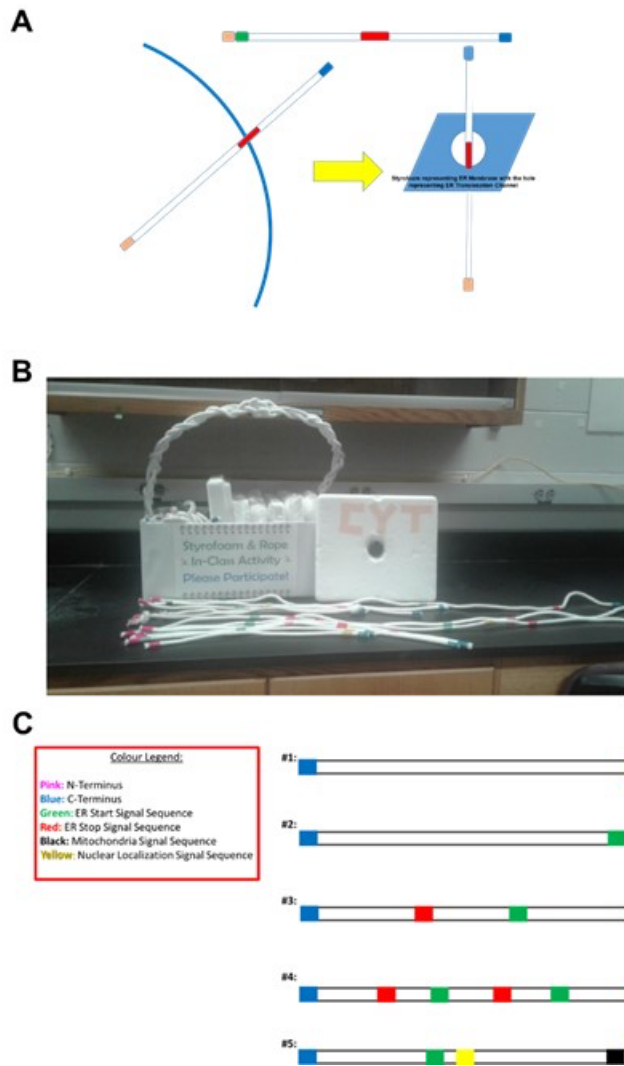 A
Styrofoam representing ER Membrane with the hole
representing ER Translocation Channel
B
CYT
Styrofoam & Rope
In-Class Activity
Please Participate!
C
Colour Legend:
Pink: N-Terminus
Blue: C-Terminus
Green: ER Start Signal Sequence
Red: ER Stop Signal Sequence
Black: Mitochondria Signal Sequence
Yellow: Nuclear Localization Signal Sequence
#1:
#2:
#3:
#4:
#5: